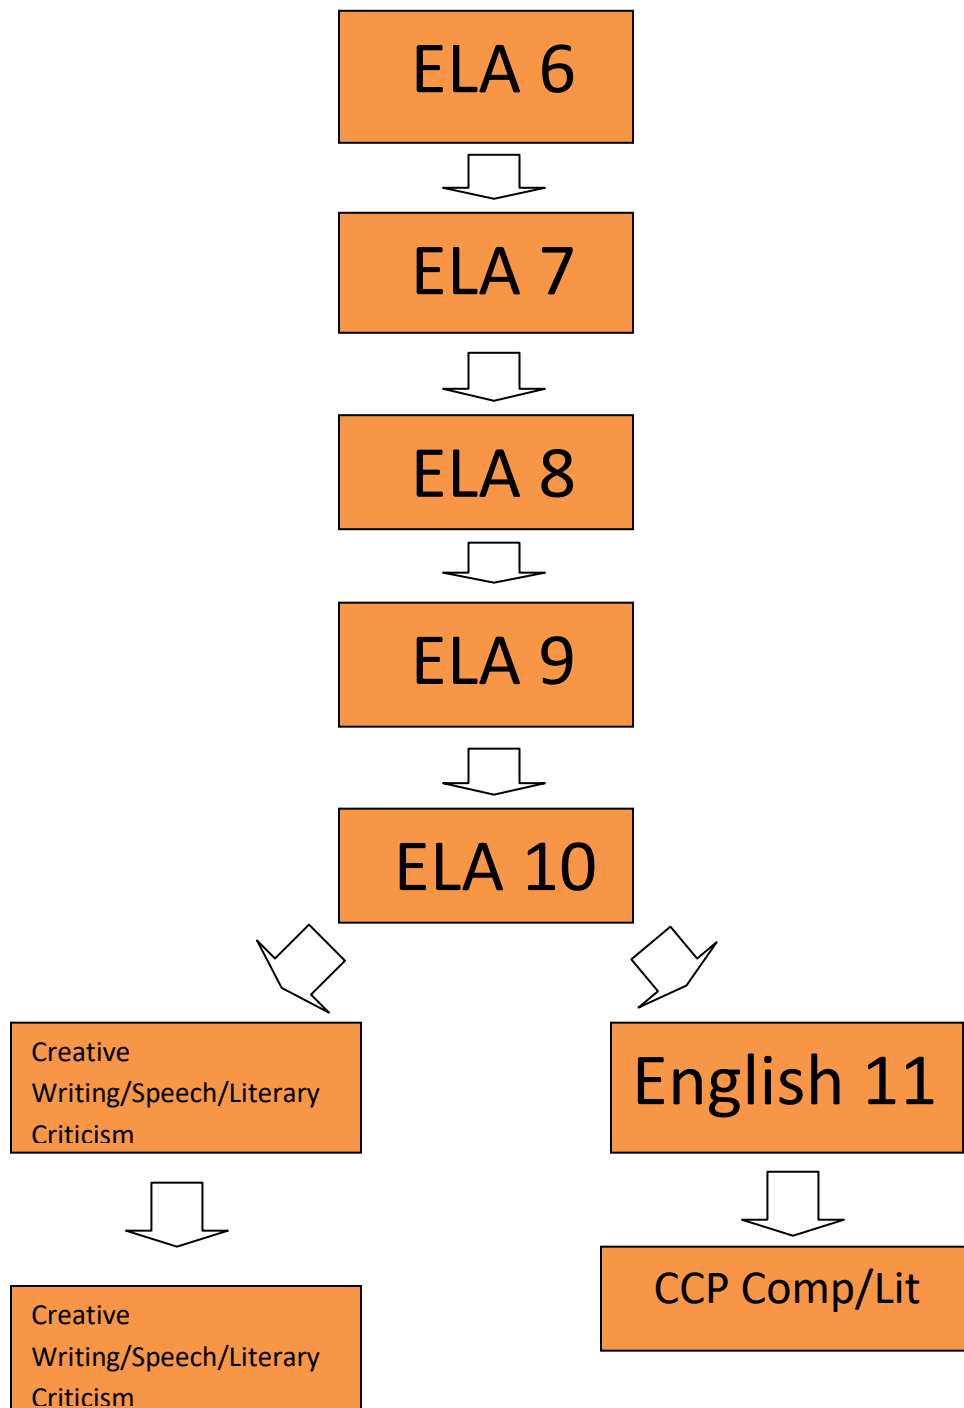 ELA 6
ELA 7
ELA 8
ELA 9
ELA 10
Creative
Writing/Speech/Literary
Criticism
English 11
CCP Comp/Lit
Creative
Writing/Speech/Literary
Criticism